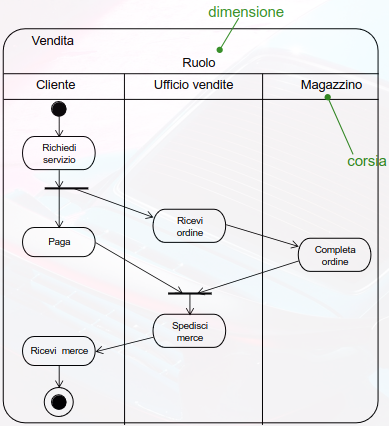 dimensione
Vendita
Ruolo
Cliente
Ufficio vendite
Magazzino
corsia
Richiedi
servizio
Ricevi
ordine
Paga
Completa
ordine
Spedisci
merce
Ricevi merce